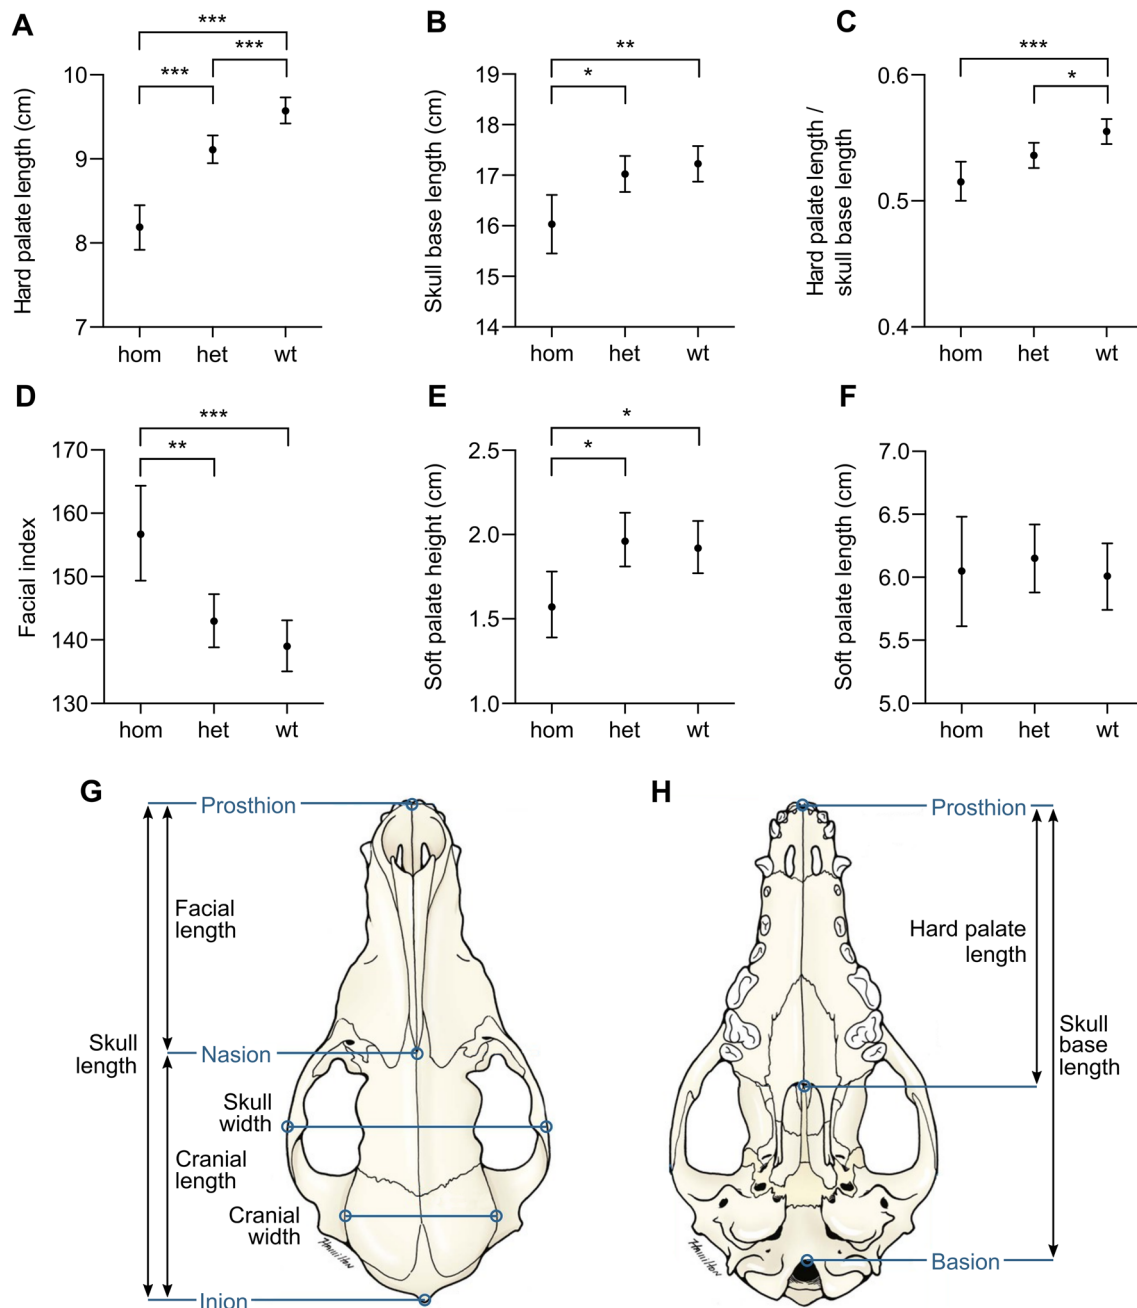 A
***
***
***
Hard palate length (cm)
10
9
8
7
hom het wt
B
**
*
Skull base length (cm)
19
18
17
16
15
14
hom het wt
C
***
*
Hard palate length /
skull base length
0.6
0.5
0.4
hom het wt
D
***
**
Facial index
170
160
150
140
130
hom het wt
E
*
*
Soft palate height (cm)
2.5
2.0
1.5
1.0
hom het wt
F
Soft palate length (cm)
7.0
6.5
6.0
5.5
5.0
hom het wt
G
Prosthion
Facial
length
Skull
length
Nasion
Skull
width
Cranial
length
Cranial
width
Hamilton
Inion
H
Prosthion
Hard palate
length
Skull
base
length
Hamilton
Basion